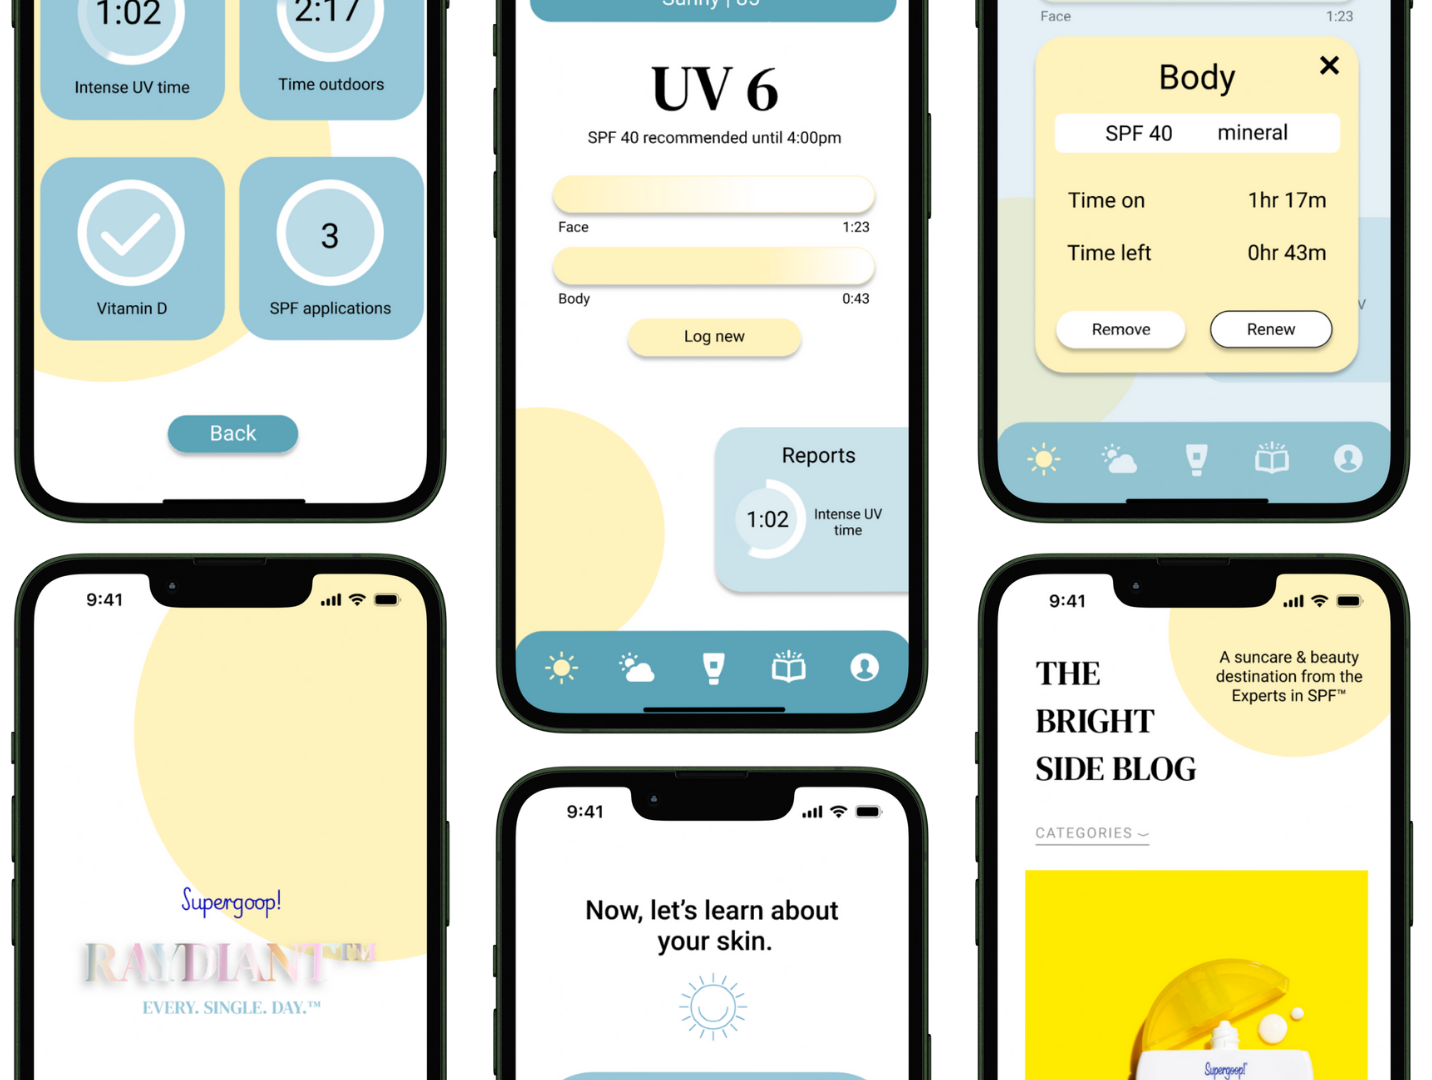 1:02
Intense UV time
2:17
Time outdoors
Vitamin D
3
SPF applications
Back
UV 6
SPF 40 recommended until 4:00pm
Face
1:23
Body
0:43
Log new
Reports
1:02
Intense UV
time
Face
1:23
Body
SPF 40 mineral
Time on 1hr 17m
Time left 0hr 43m
Remove
Renew
9:41
Supergoop!
RAYDIANT™
EVERY. SINGLE. DAY.™
9:41
Now, let's learn about
your skin.
9:41
THE
BRIGHT
SIDE BLOG
A suncare & beauty
destination from the
Experts in SPF™
CATEGORIES
Supergoop!